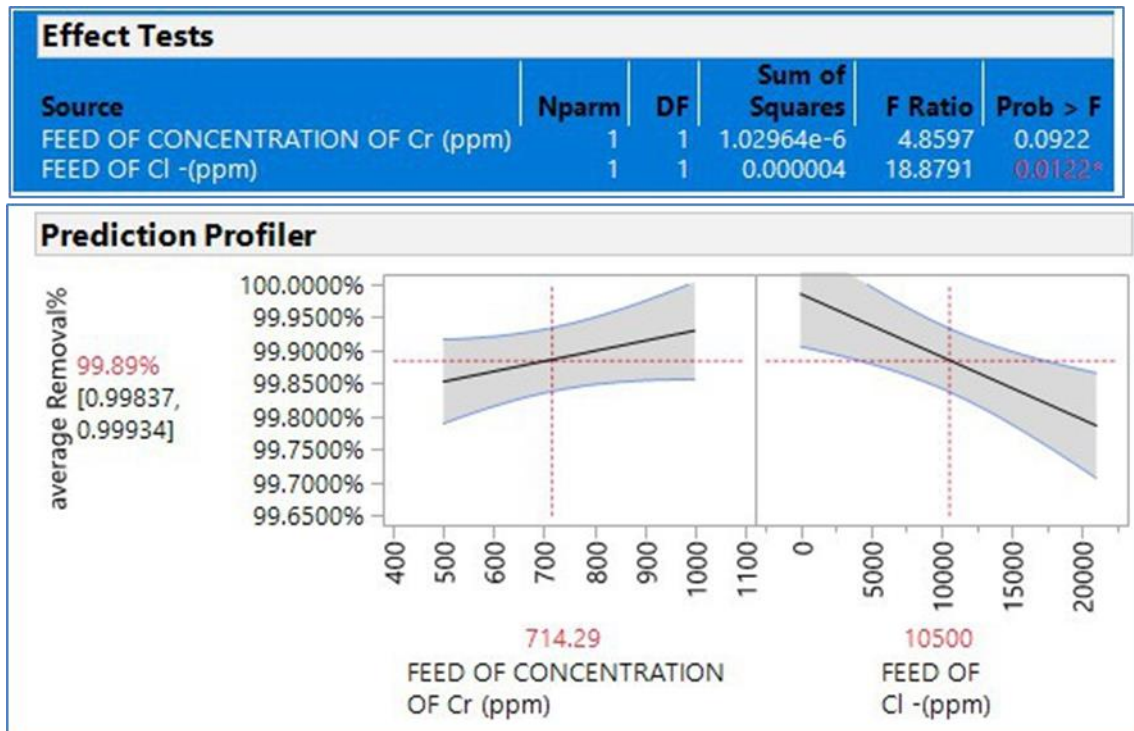 Effect Tests
Source Nparm DF Sum of Squares F Ratio Prob > F
FEED OF CONCENTRATION OF Cr (ppm) 1 1 1.02964e-6 4.8597 0.0922
FEED OF Cl -(ppm) 1 1 0.000004 18.8791 0.0122*
Prediction Profiler
average Removal%
99.89%
[0.99837,
0.99934]
100.0000%
99.9500%
99.9000%
99.8500%
99.8000%
99.7500%
99.7000%
99.6500%
400 500 600 700 800 900 1000 1100
0 5000 10000 15000 20000
714.29
FEED OF CONCENTRATION
OF Cr (ppm)
10500
FEED OF
Cl -(ppm)